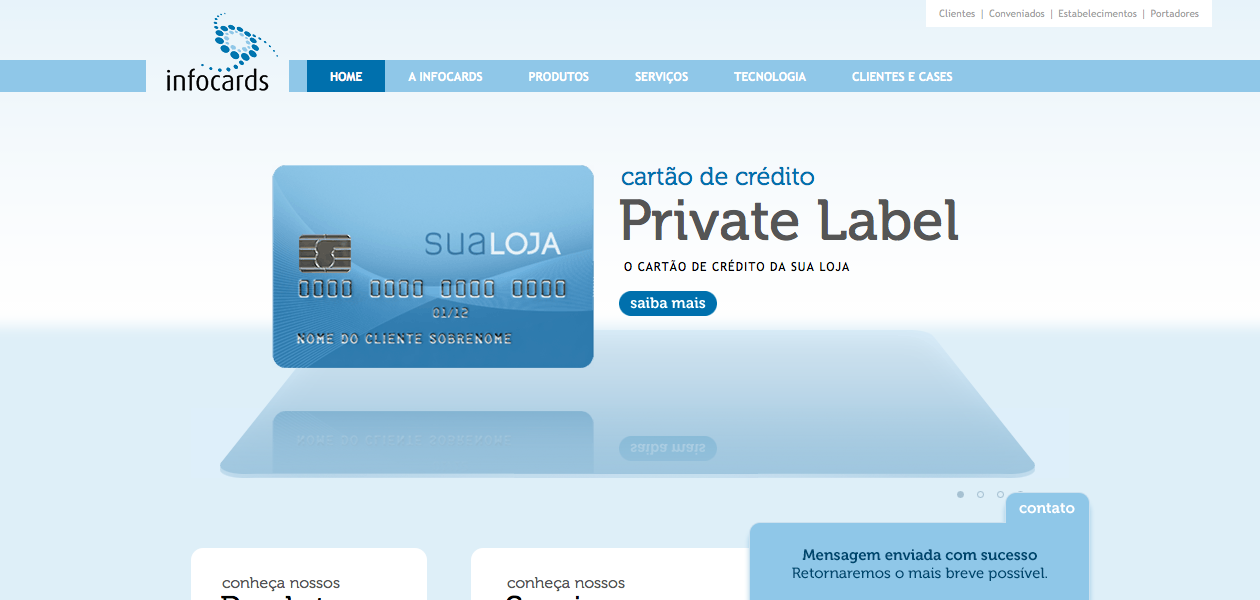 Clientes | Conveniados | Estabelecimentos | Portadores
infocards
HOME A INFOCARDS PRODUTOS SERVIÇOS TECNOLOGIA CLIENTES E CASES
cartão de crédito
Private Label
O CARTÃO DE CRÉDITO DA SUA LOJA
saiba mais
suaLOJA
0000 0000 0000 0000
01/12
NOME DO CLIENTE SOBRENOME
contato
Mensagem enviada com sucesso
Retornaremos o mais breve possível.
conheça nossos
conheça nossos